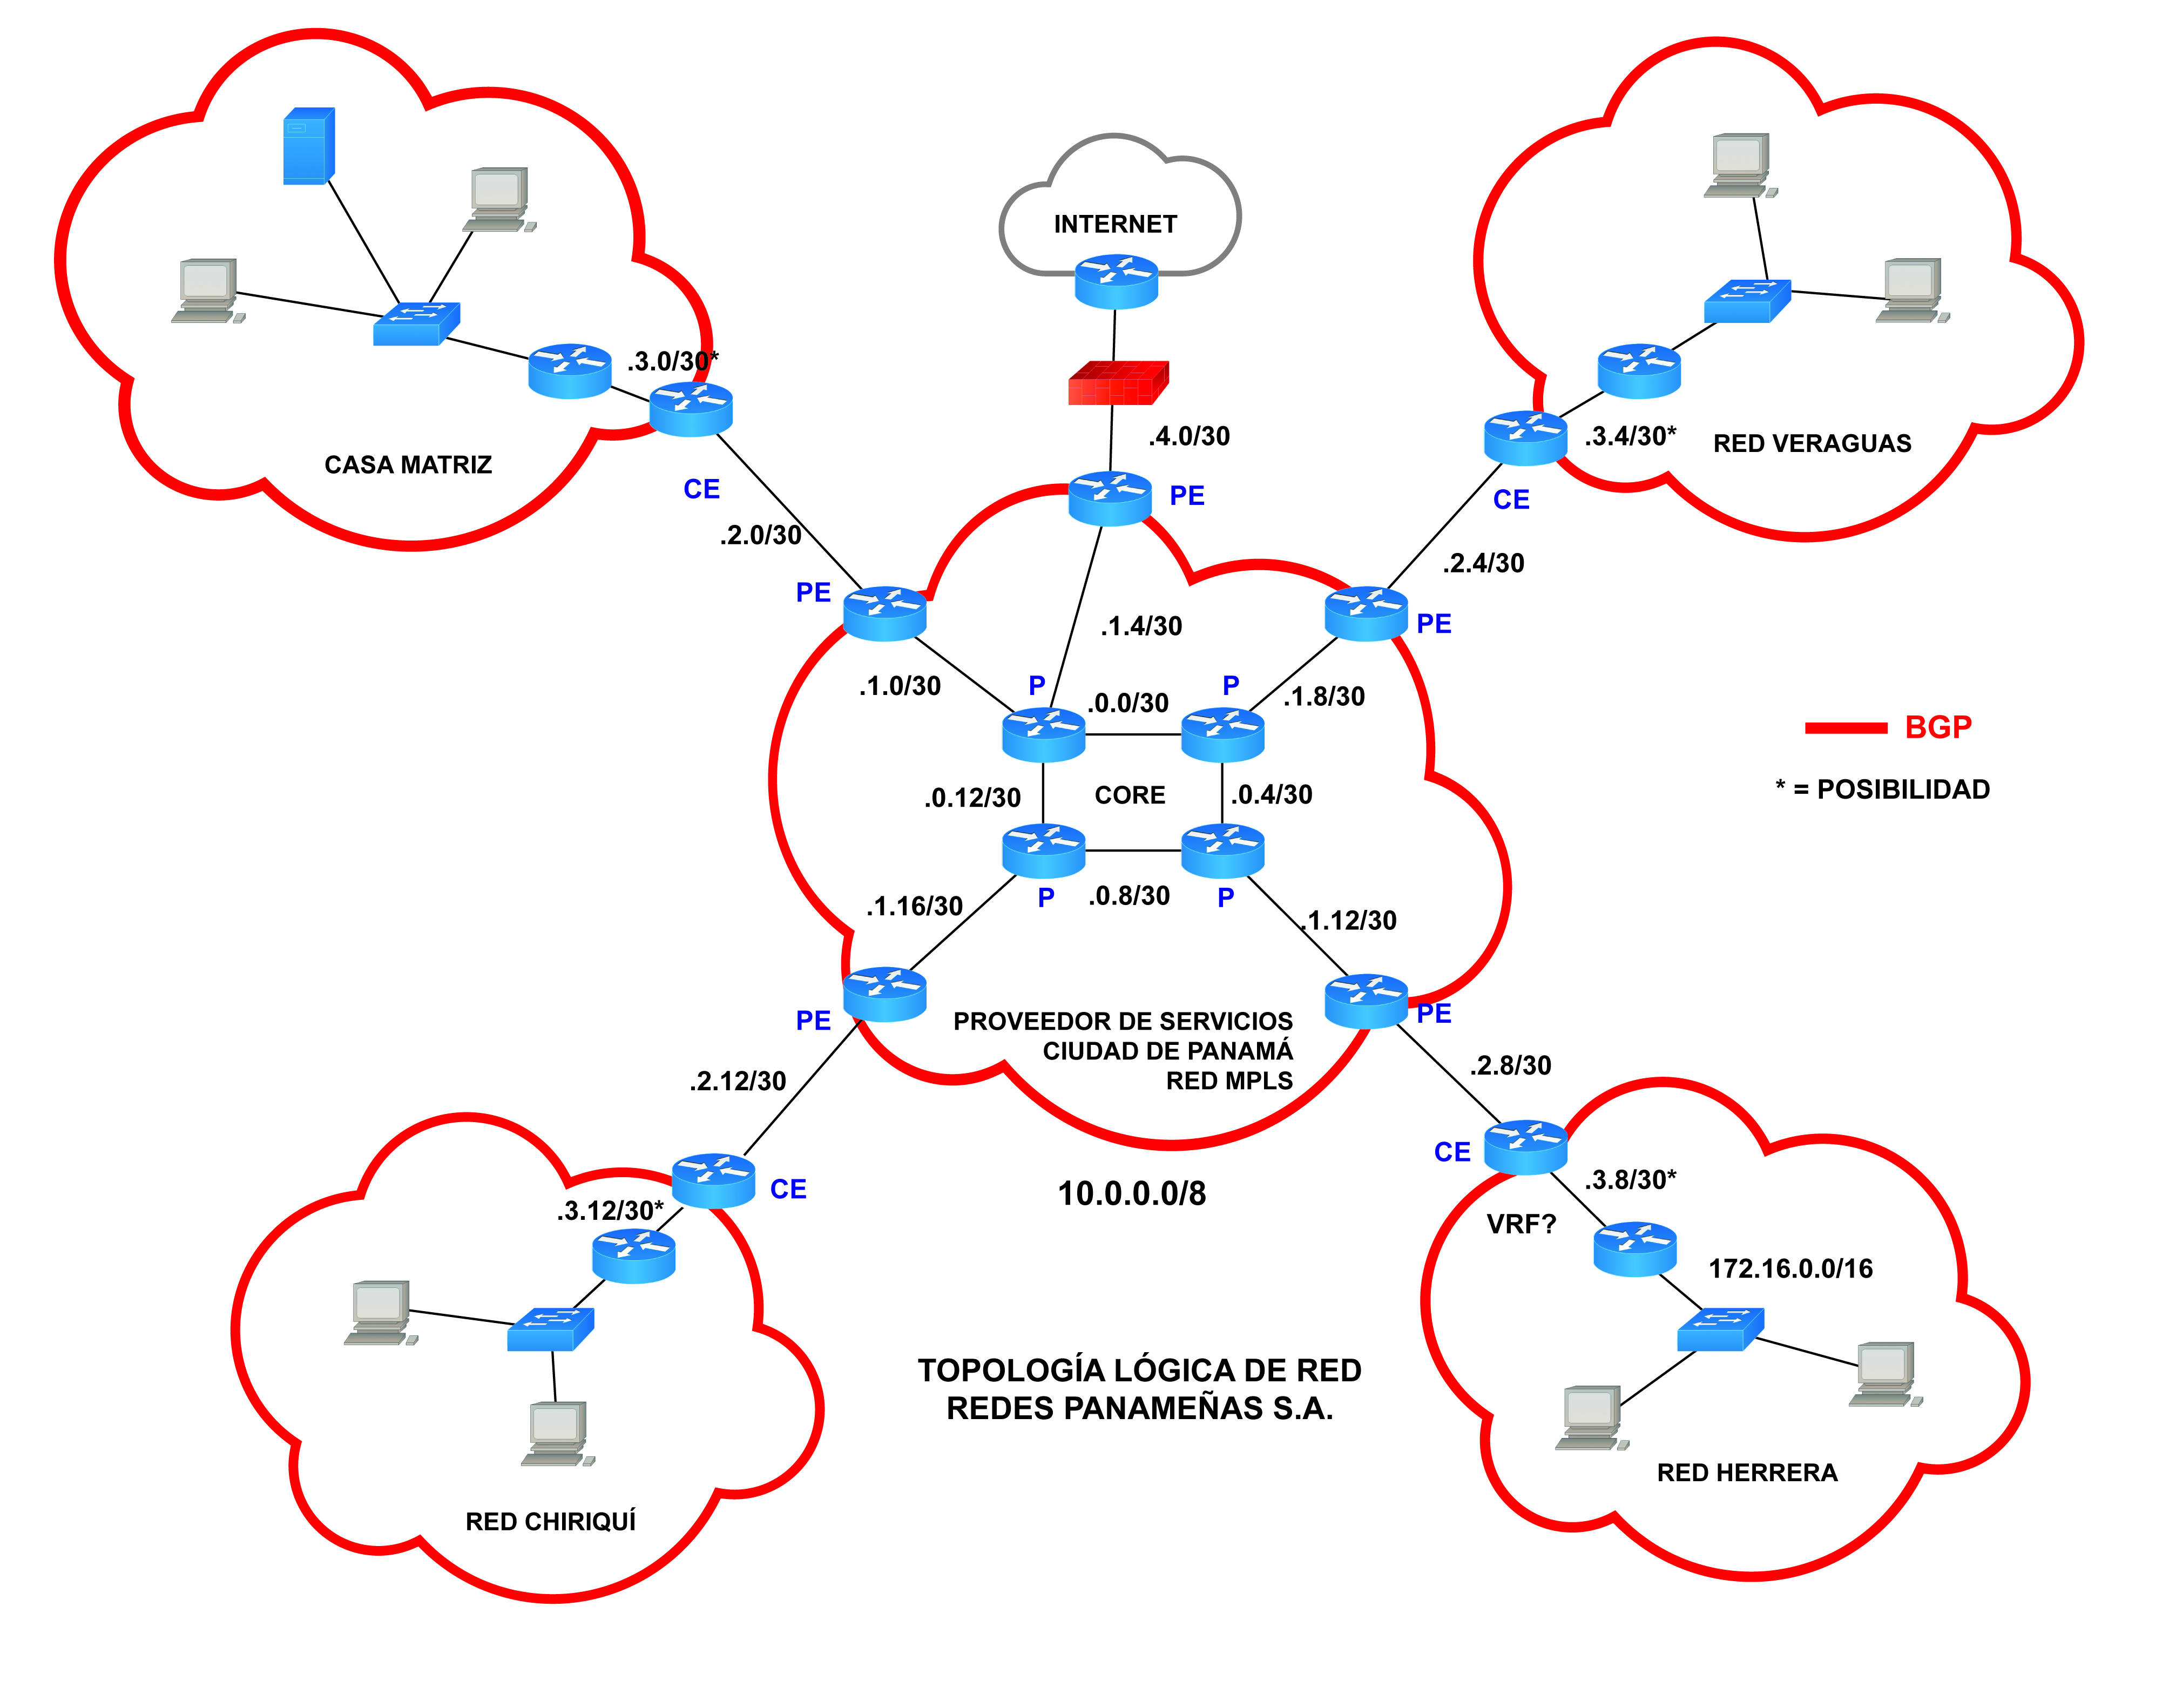 INTERNET
.3.0/30*
CASA MATRIZ
CE
.2.0/30
.4.0/30
PE
.3.4/30*
RED VERAGUAS
CE
.2.4/30
PE
PE
.1.0/30
.1.4/30
.1.8/30
P
.0.0/30
P
.0.12/30
CORE
.0.4/30
P
.0.8/30
P
.1.16/30
.1.12/30
BGP
* = POSIBILIDAD
PE
PE
PROVEEDOR DE SERVICIOS
CIUDAD DE PANAMÁ
RED MPLS
.2.12/30
.2.8/30
10.0.0.0/8
CE
.3.12/30*
RED CHIRIQUÍ
CE
.3.8/30*
VRF?
172.16.0.0/16
RED HERRERA
TOPOLOGÍA LÓGICA DE RED
REDES PANAMEÑAS S.A.